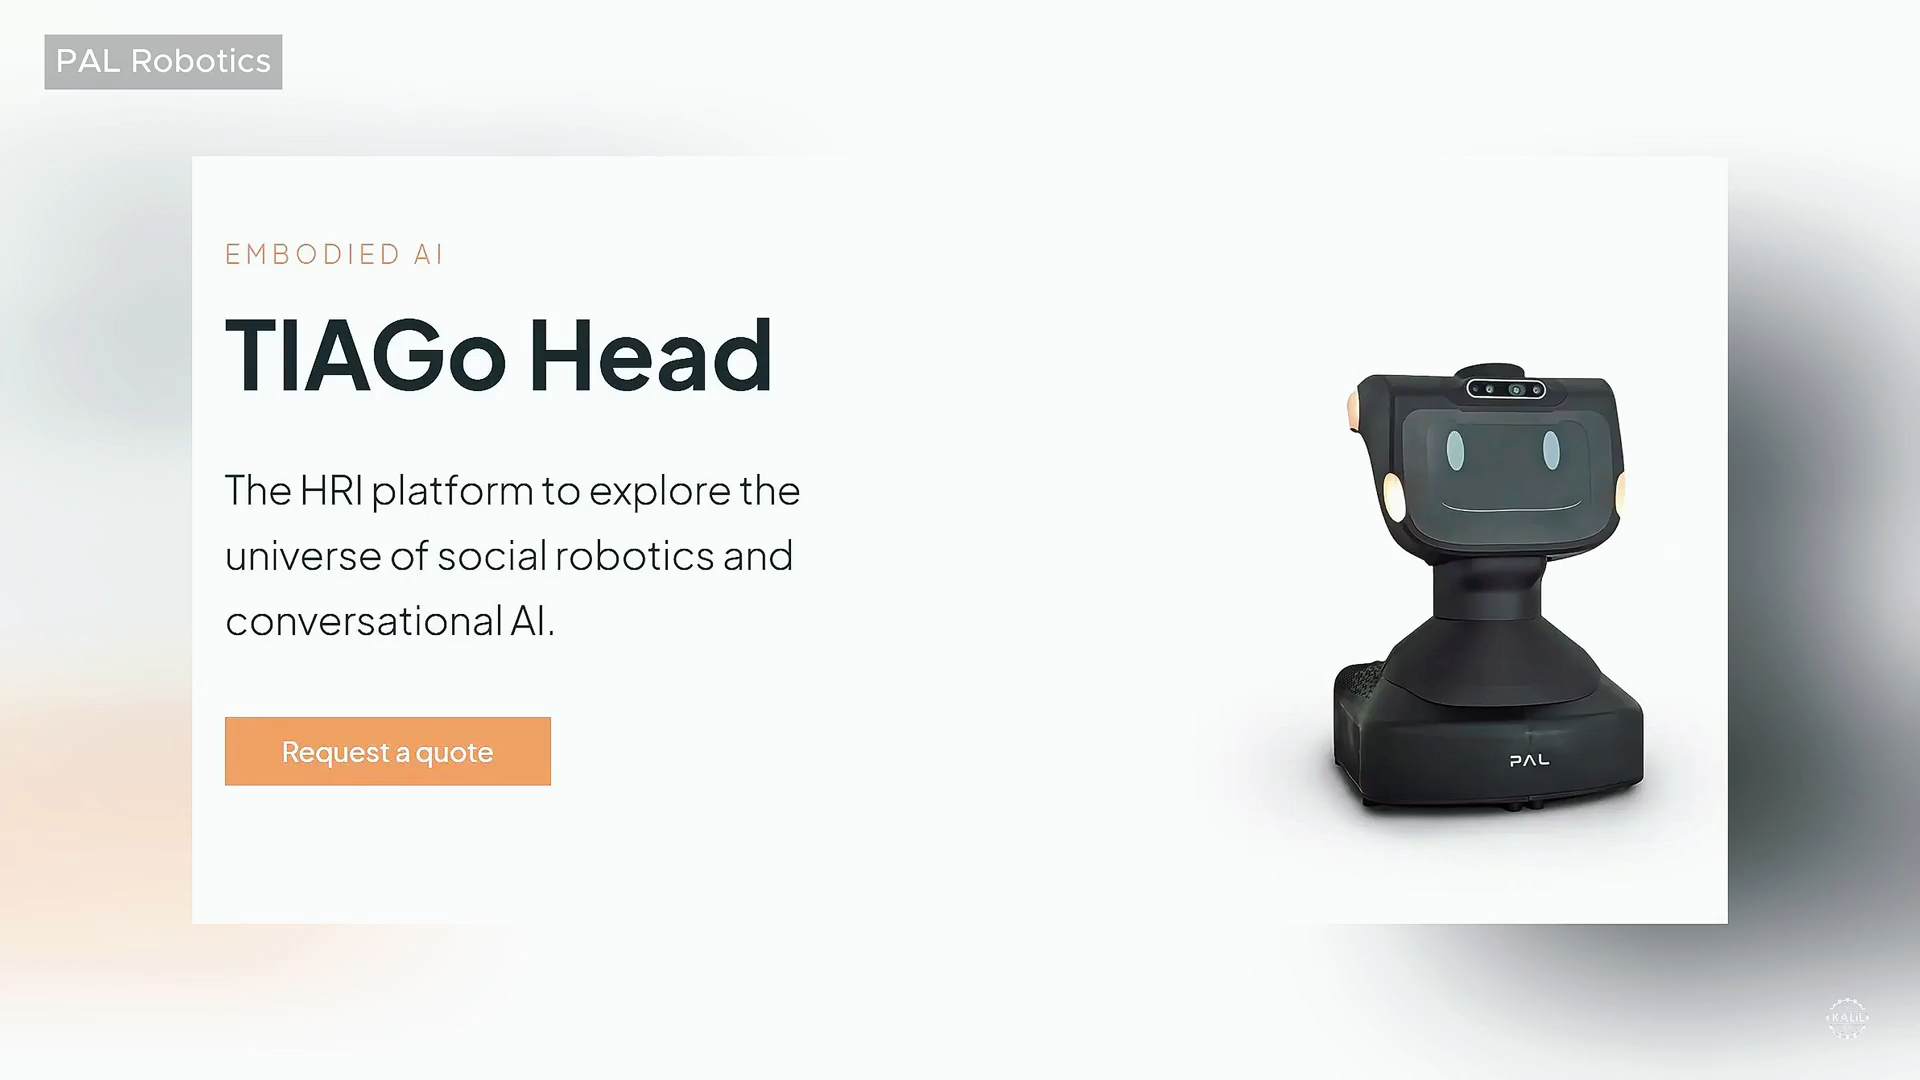 PAL Robotics
EMBODIED AI
TIAGo Head
The HRI platform to explore the
universe of social robotics and
conversational AI.
Request a quote
PAL
KALIL